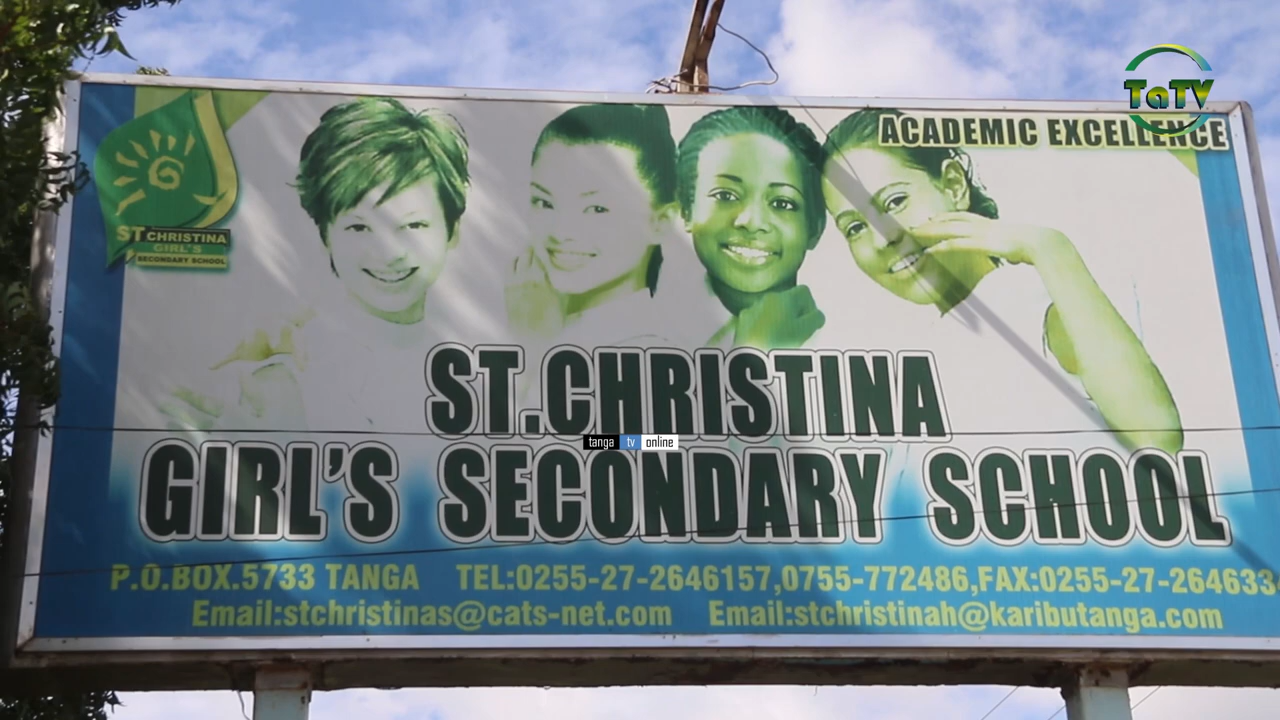 TaTV
ACADEMIC EXCELLENCE
ST CHRISTINA
GIRL'S
SECONDARY SCHOOL
ST.CHRISTINA
tanga tv online
GIRL'S SECONDARY SCHOOL
P.O.BOX.5733 TANGA TEL:0255-27-2646157,0755-772486,FAX:0255-27-264633
Email:stchristinas@cats-net.com Email:stchristinah@kaributanga.com